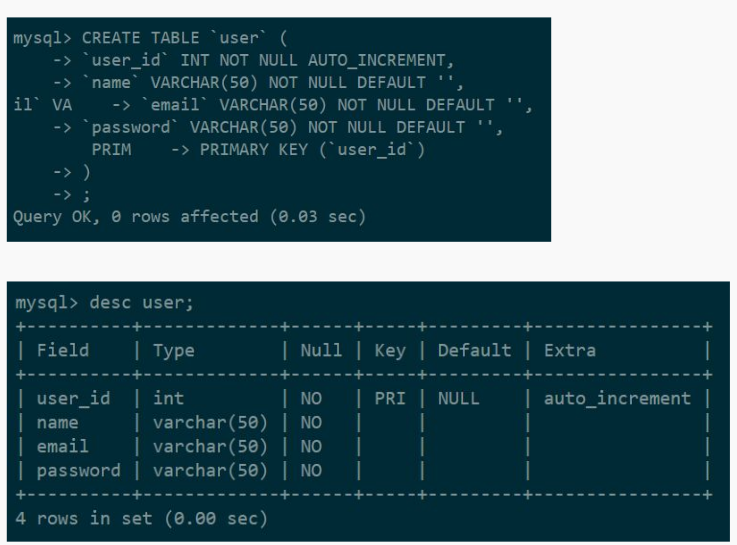 mysql> CREATE TABLE `user` (
    -> `user_id` INT NOT NULL AUTO_INCREMENT,
    -> `name` VARCHAR(50) NOT NULL DEFAULT '',
il` VA    -> `email` VARCHAR(50) NOT NULL DEFAULT '',
    -> `password` VARCHAR(50) NOT NULL DEFAULT '',
        PRIM    -> PRIMARY KEY (`user_id`)
    -> )
    -> ;
Query OK, 0 rows affected (0.03 sec)
mysql> desc user;
+----------+-------------+------+-----+---------+----------------+
| Field    | Type        | Null | Key | Default | Extra          |
+----------+-------------+------+-----+---------+----------------+
| user_id  | int         | NO   | PRI | NULL    | auto_increment |
| name     | varchar(50) | NO   |     |         |                |
| email    | varchar(50) | NO   |     |         |                |
| password | varchar(50) | NO   |     |         |                |
+----------+-------------+------+-----+---------+----------------+
4 rows in set (0.00 sec)